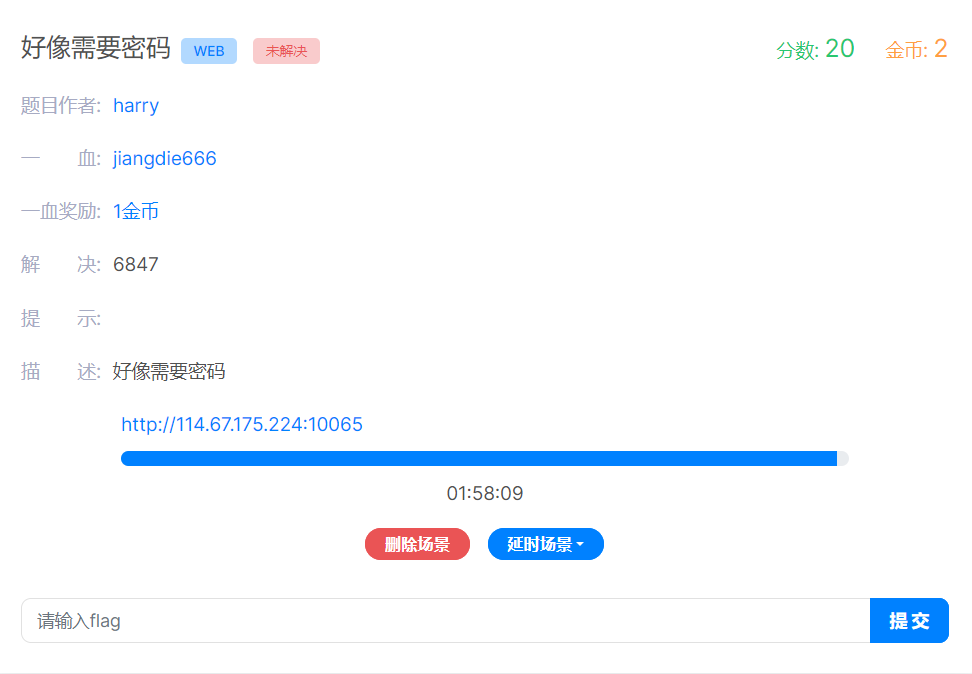 好像需要密码 WEB 未解决 分数: 20 金币: 2
题目作者: harry
一 血: jiangdie666
一血奖励: 1金币
解 决: 6847
提 示:
描 述: 好像需要密码
http://114.67.175.224:10065
01:58:09
删除场景 延时场景
请输入flag 提交